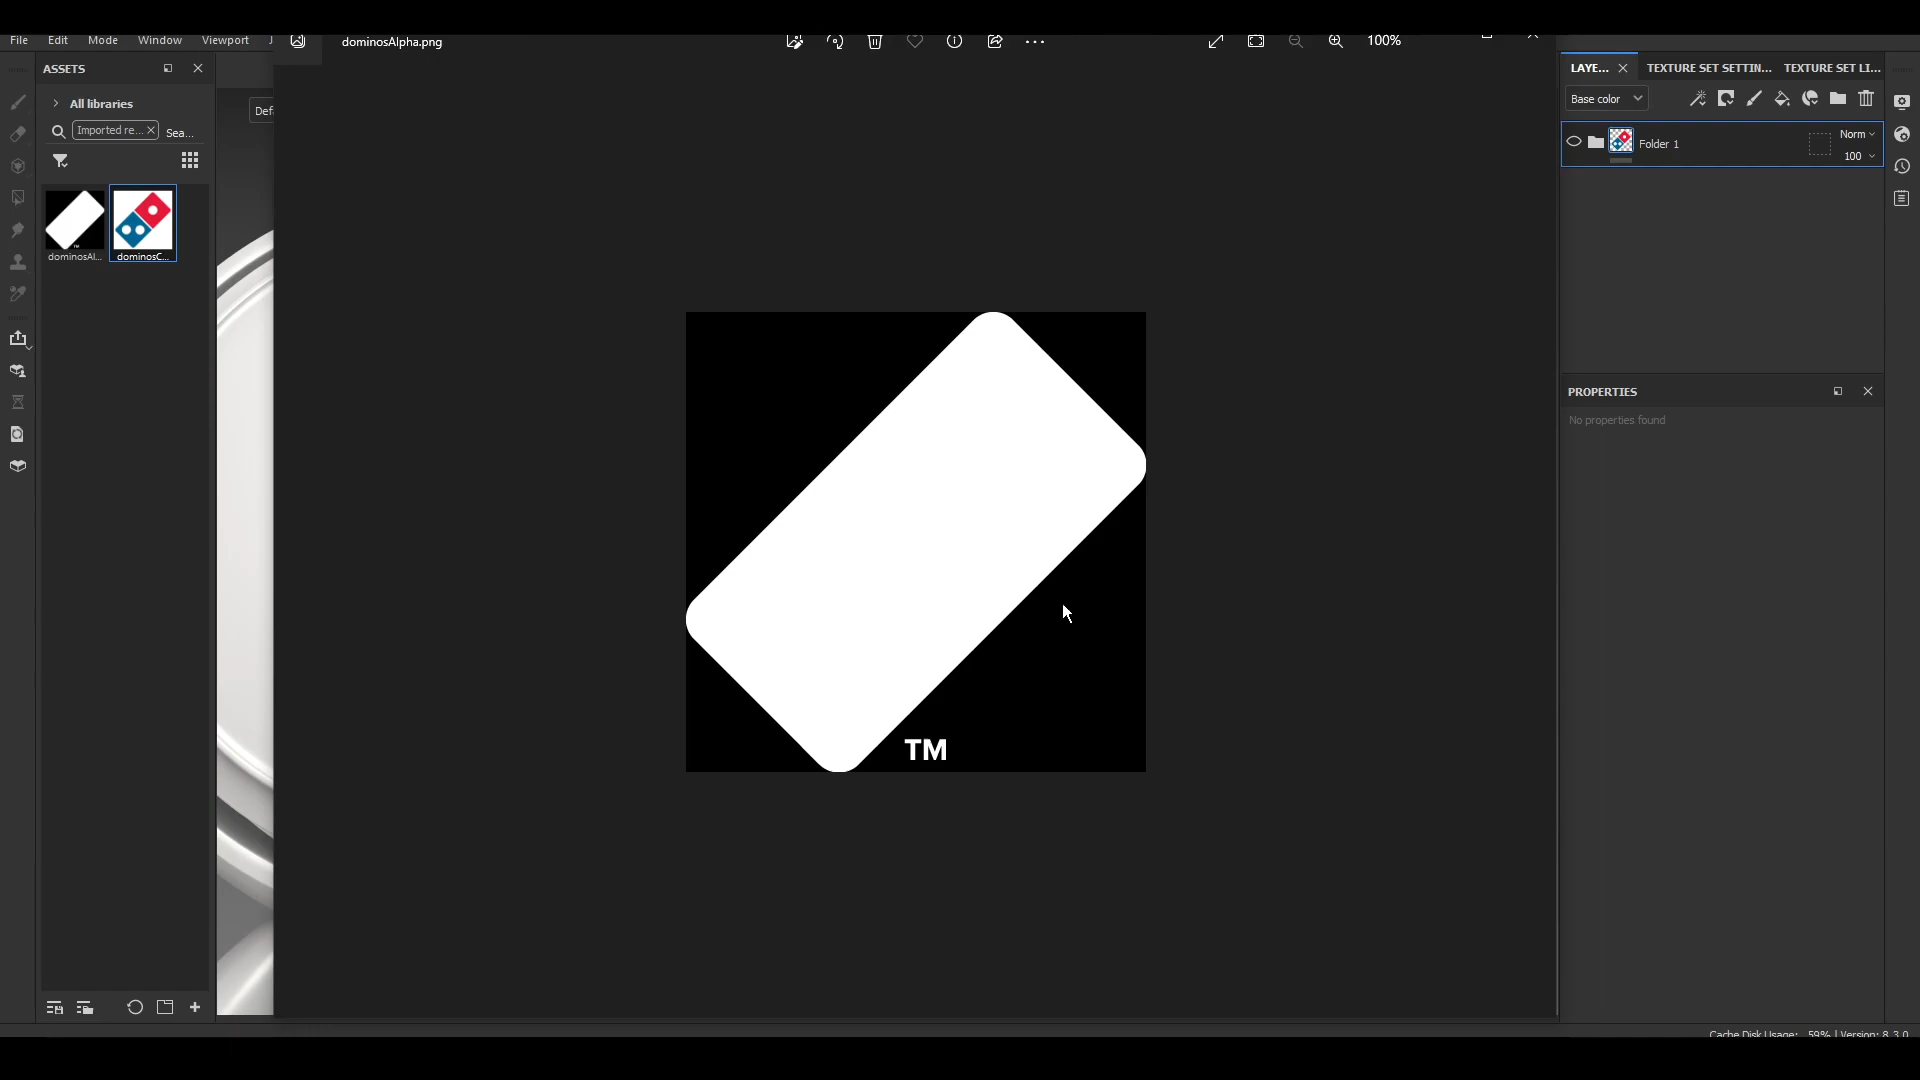 File Edit Mode Window Viewport
dominosAlpha.png
100%
ASSETS
LAYE...
TEXTURE SET SETTIN...
TEXTURE SET LI...
All libraries
Base color
Def
Imported re...
Sea...
Norm
Folder 1
100
dominosAl...
dominosC...
PROPERTIES
No properties found
TM
Cache Disk Usage: 59% | Version: 8.3.0